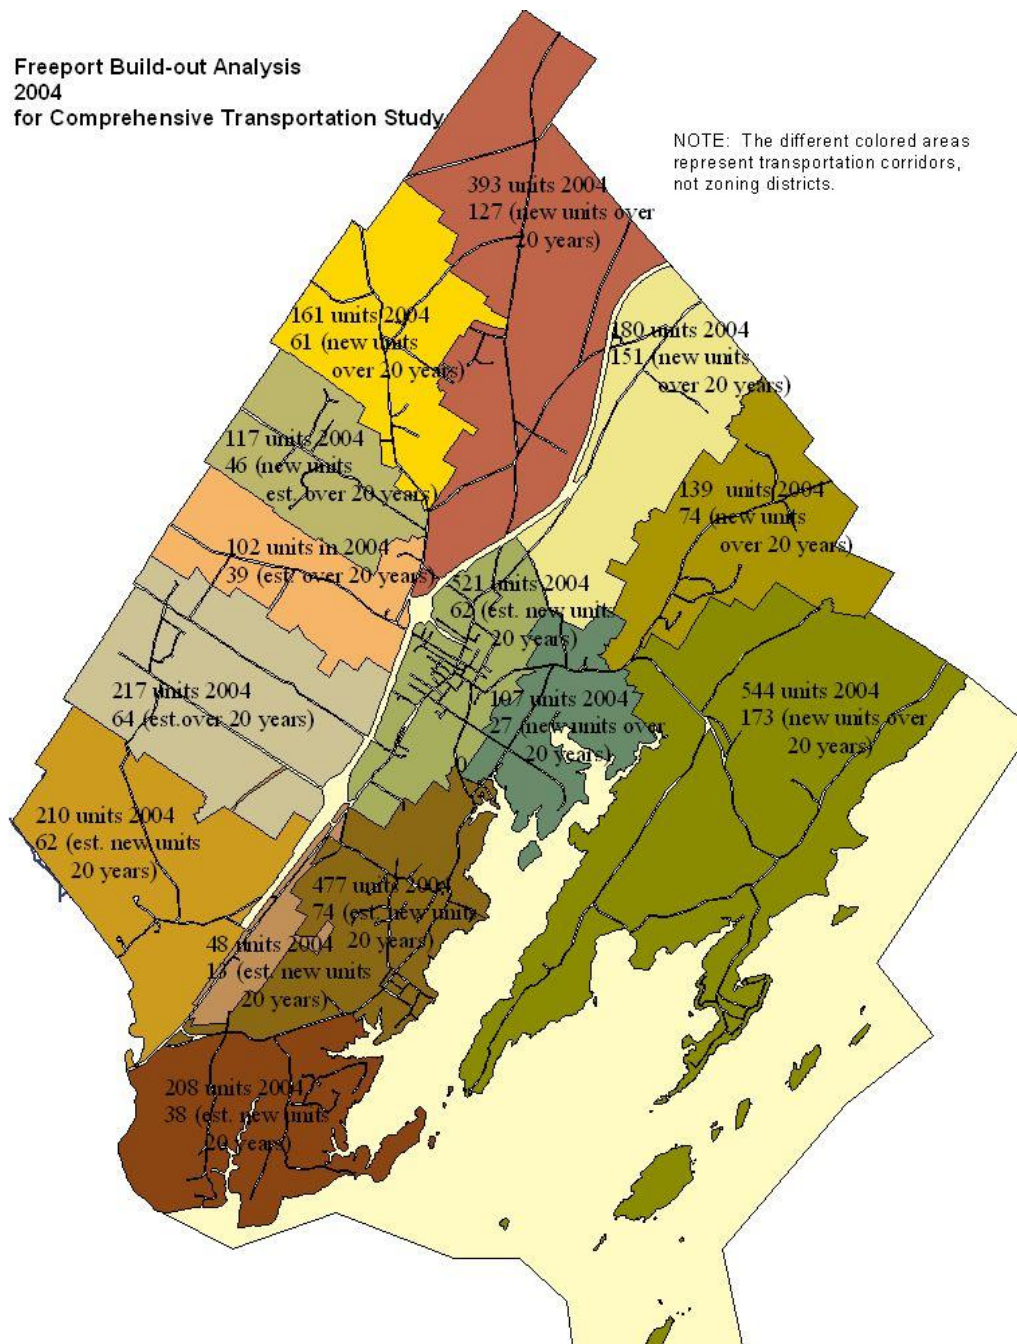 Freeport Build-out Analysis
2004
for Comprehensive Transportation Study
NOTE: The different colored areas
represent transportation corridors,
not zoning districts.
393 units 2004
127 (new units over
20 years)
161 units 2004
61 (new units
over 20 years)
180 units 2004
151 (new units
over 20 years)
117 units 2004
46 (new units
est. over 20 years)
139 units 2004
74 (new units
over 20 years)
102 units in 2004
39 (est. over 20 years)
521 units 2004
62 (est. new units
20 years)
217 units 2004
64 (est.over 20 years)
107 units 2004
27 (new units over
20 years)
544 units 2004
173 (new units over
20 years)
210 units 2004
62 (est. new units
20 years)
477 units 2004
74 (est. new units
20 years)
48 units 2004
13 (est. new units
20 years)
208 units 2004
38 (est. new units
20 years)